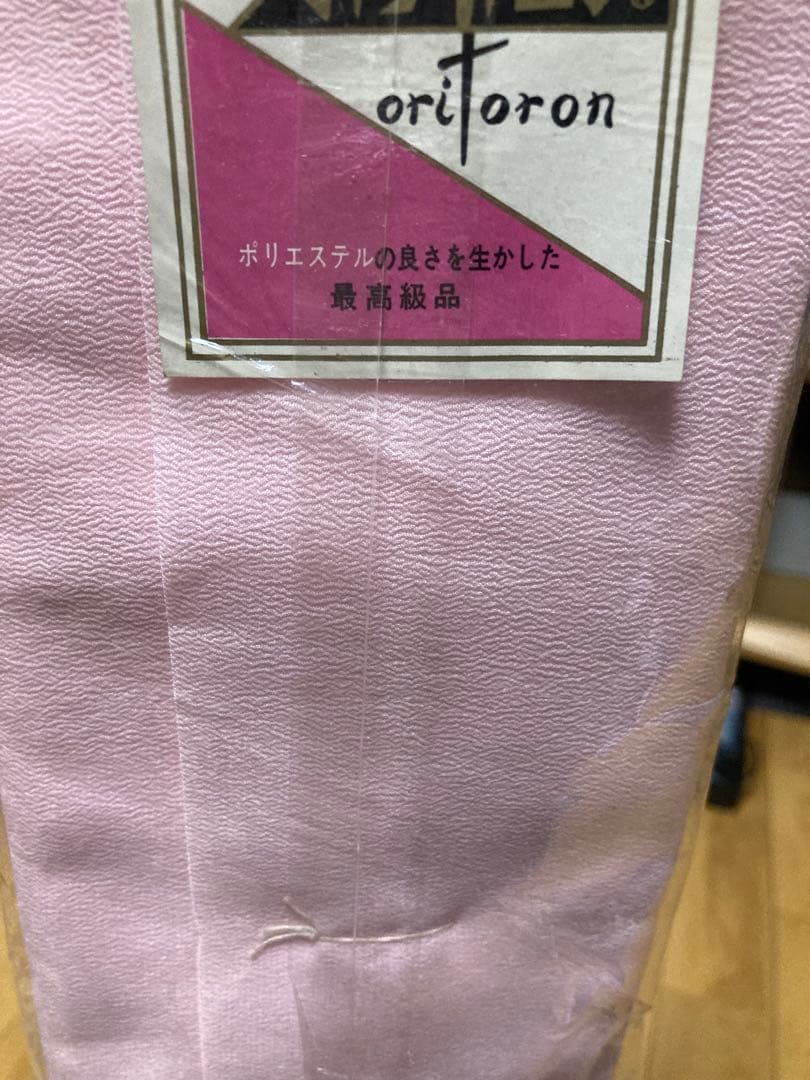 oriToron
ポリエステルの良さを生かした
最高級品